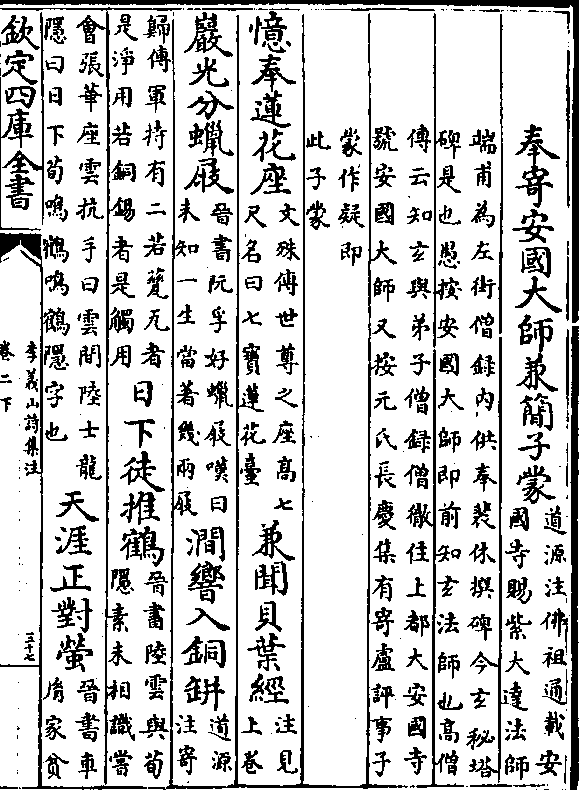 奉寄安國大師兼簡子蒙道源注佛祖通載安
國寺賜紫大達法師
端甫為左街僧録内供奉裴休撰碑今玄秘塔
碑是也愚按安國大師即前知玄法師也高僧
傳云知玄與弟子僧録僧徹住上都大安國寺
號安國大師又按元氏長慶集有寄盧評事子
蒙作疑即
此子蒙
憶奉蓮花座文殊傳世尊之座髙七
尺名曰七寶蓮花臺兼聞貝葉經注見
上卷
巖光分蠟屐晉書阮孚好蠟屐嘆曰
未知一生當著幾兩屐澗響入銅缾道源
注寄
歸傳軍持有二若甆瓦者
是淨用若銅錫者是觸用日下徒推鶴晉書陸雲與荀
隱素未相識嘗
會張華座雲抗手曰雲間陸士龍
隱曰日下荀鳴鶴鳴鶴隱字也天涯正對螢晉書車
𦙍家貧
欽定四庫全書
李義山詩集注
卷二下
三十七